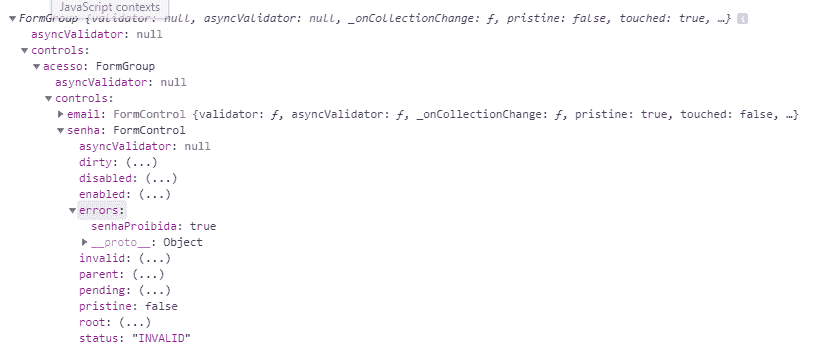 JavaScript contexts
▼FormGroup {validator: null, asyncValidator: null, _onCollectionChange: ƒ, pristine: false, touched: true, …} i
asyncValidator: null
▼controls:
▼acesso: FormGroup
asyncValidator: null
▼controls:
▶email: FormControl {validator: ƒ, asyncValidator: ƒ, _onCollectionChange: ƒ, pristine: true, touched: false, …}
▼senha: FormControl
asyncValidator: null
dirty: (...)
disabled: (...)
enabled: (...)
▼errors:
senhaProibida: true
▶__proto__: Object
invalid: (...)
parent: (...)
pending: (...)
pristine: false
root: (...)
status: "INVALID"